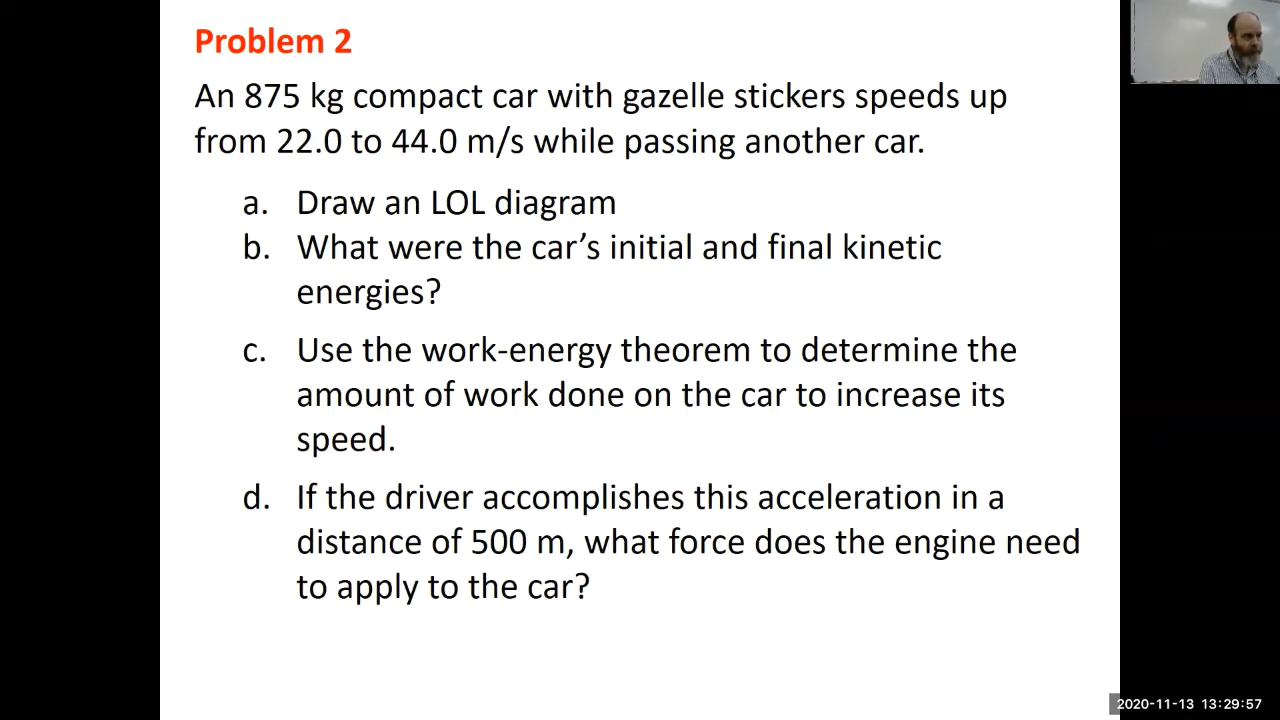 Problem 2
An 875 kg compact car with gazelle stickers speeds up
from 22.0 to 44.0 m/s while passing another car.
a. Draw an LOL diagram
b. What were the car’s initial and final kinetic
energies?
c. Use the work-energy theorem to determine the
amount of work done on the car to increase its
speed.
d. If the driver accomplishes this acceleration in a
distance of 500 m, what force does the engine need
to apply to the car?
2020-11-13 13:29:57